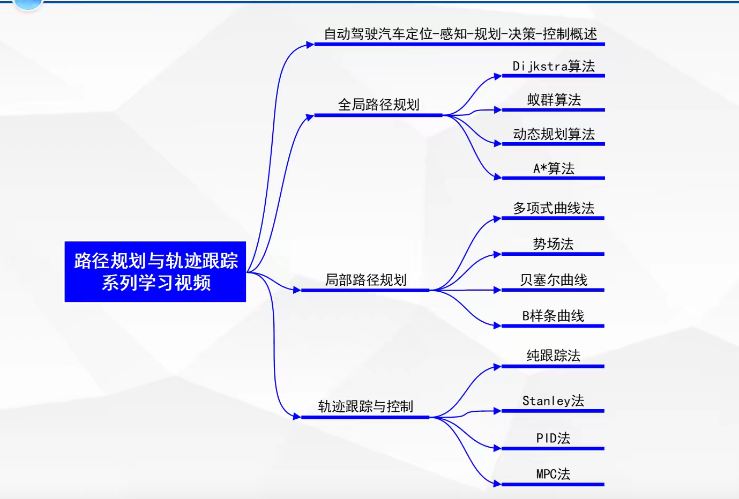 自动驾驶汽车定位-感知-规划-决策-控制概述
全局路径规划
Dijkstra算法
蚁群算法
动态规划算法
A*算法
路径规划与轨迹跟踪
系列学习视频
局部路径规划
多项式曲线法
势场法
贝塞尔曲线
B样条曲线
轨迹跟踪与控制
纯跟踪法
Stanley法
PID法
MPC法